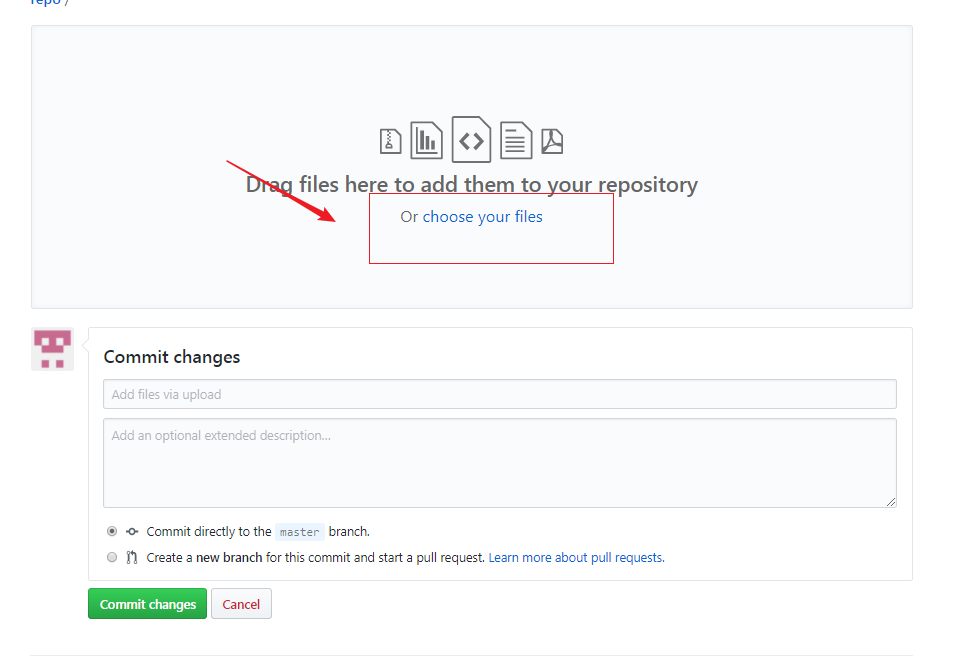 repo /
Drag files here to add them to your repository
Or choose your files
Commit changes
Add files via upload
Add an optional extended description...
Commit directly to the master branch.
Create a new branch for this commit and start a pull request. Learn more about pull requests.
Commit changes Cancel